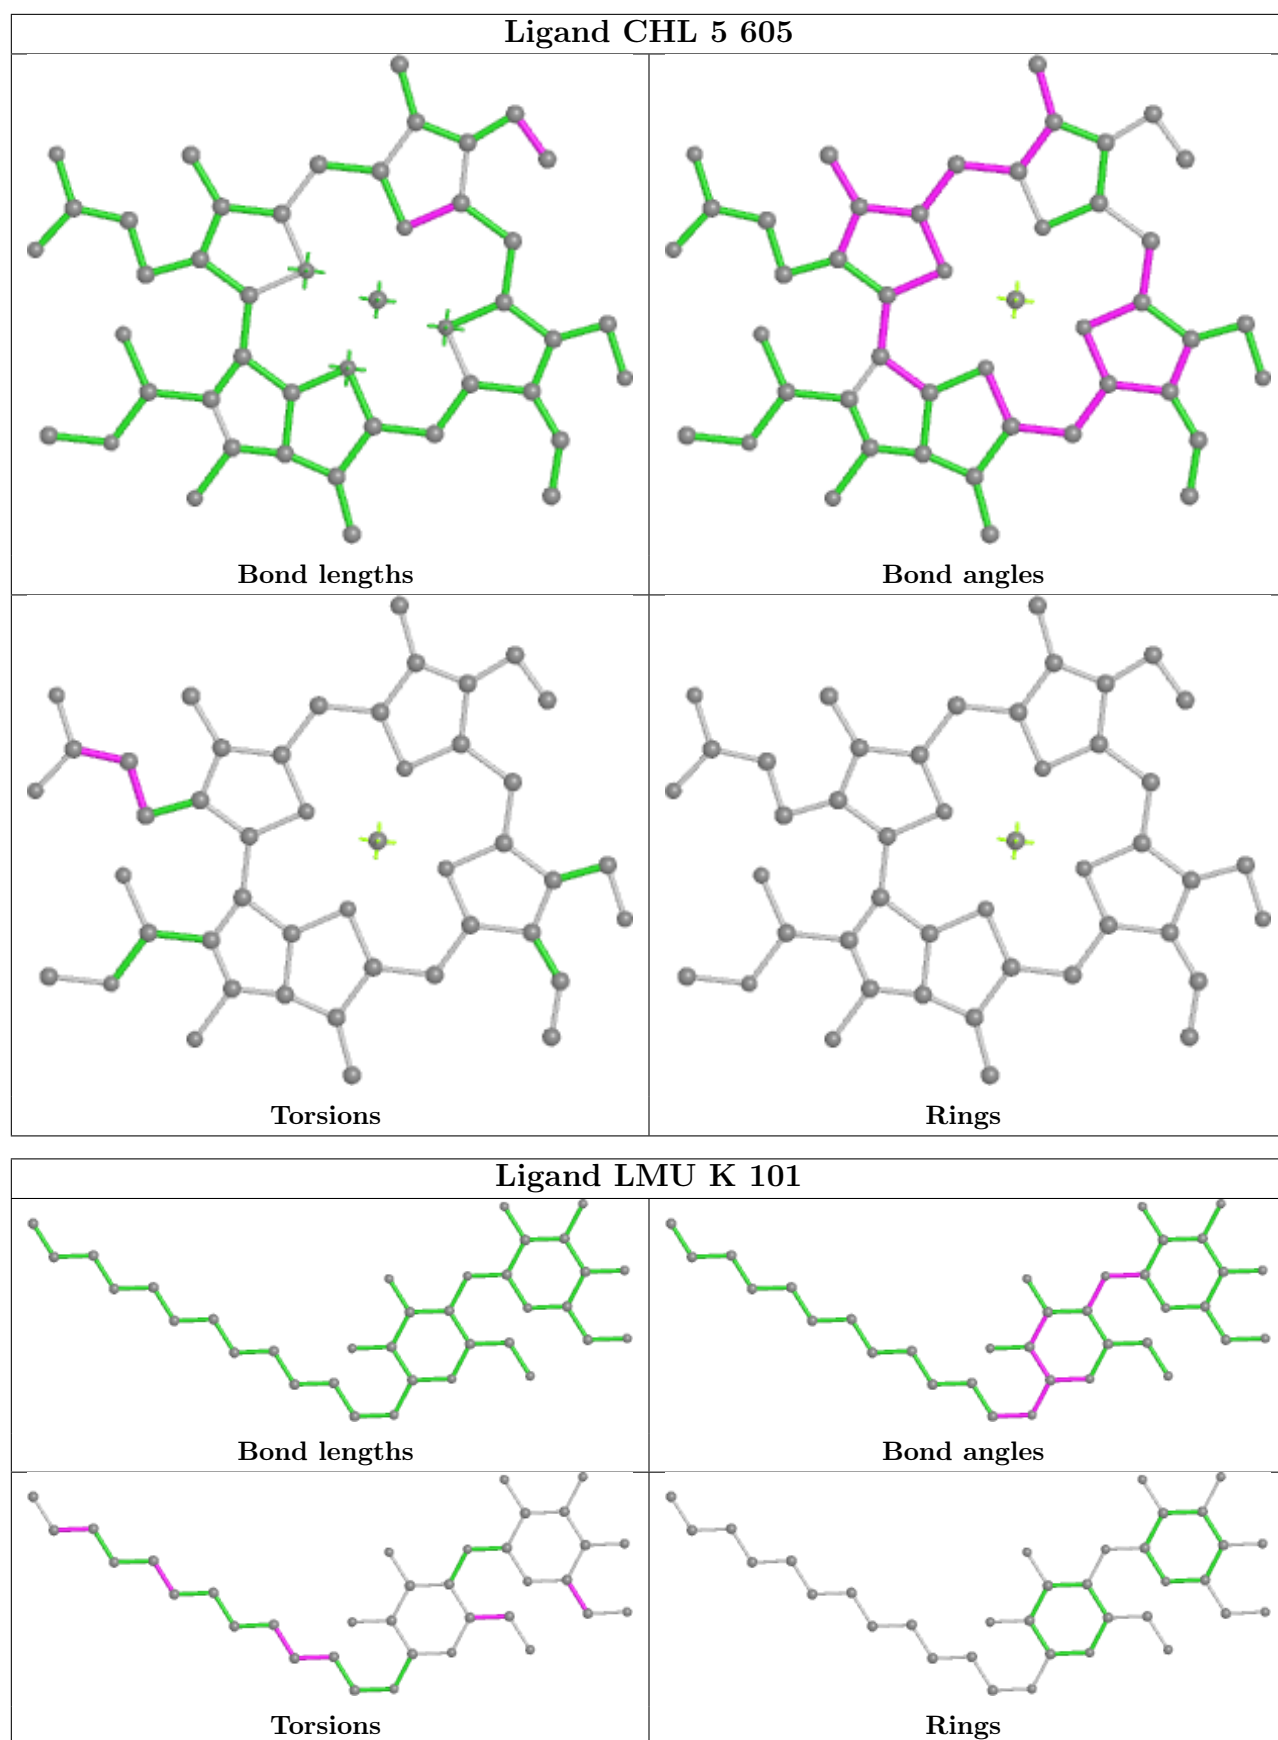 Ligand CHL 5 605
Bond lengths
Bond angles
Torsions
Rings
Ligand LMU K 101
Bond lengths
Bond angles
Torsions
Rings